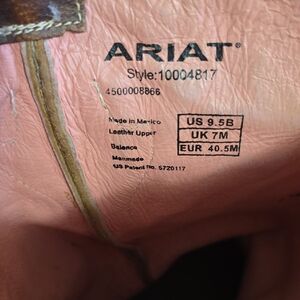 ARIAT®
Style:10004817
4500008866
Made in Mexico
Leather Upper
Balance
Manmade
US Patent No. 5720117
US 9.5B
UK 7M
EUR 40.5M